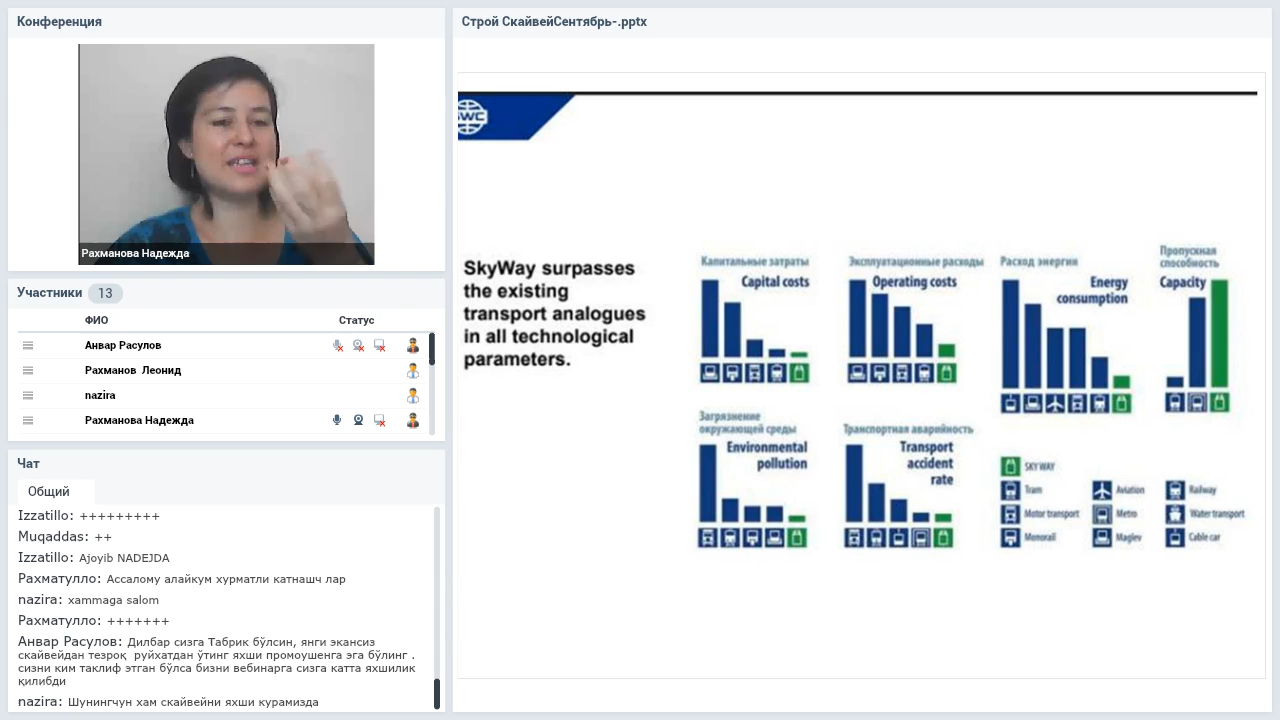 Конференция
Рахманова Надежда
Участники 13
ФИО Статус
Анвар Расулов
Рахманов Леонид
nazira
Рахманова Надежда
Чат
Общий
Izzatillo: +++++++++
Muqaddas: ++
Izzatillo: Ajoyib NADEJDA
Рахматулло: Ассалому алайкум хурматли катнашч лар
nazira: xammaga salom
Рахматулло: +++++++
Анвар Расулов: Дилбар сизга Табрик бўлсин, янги экансиз
скайвейдан тезроқ руйхатдан ўтинг яхши промоушенга эга бўлинг .
сизни ким таклиф этган бўлса бизни вебинарга сизга катта яхшилик
қилибди
nazira: Шунингчун хам скайвейни яхши курамизда
Строй СкайвейСентябрь-.pptx
SWC
SkyWay surpasses
the existing
transport analogues
in all technological
parameters.
Капитальные затраты
Capital costs
Эксплуатационные расходы
Operating costs
Расход энергии
Energy
consumption
Пропускная
способность
Capacity
Загрязнение
окружающей среды
Environmental
pollution
Транспортная аварийность
Transport
accident
rate
SKYWAY
Tram Aviation Railway
Motor transport Metro Water transport
Monorail Maglev Cable car